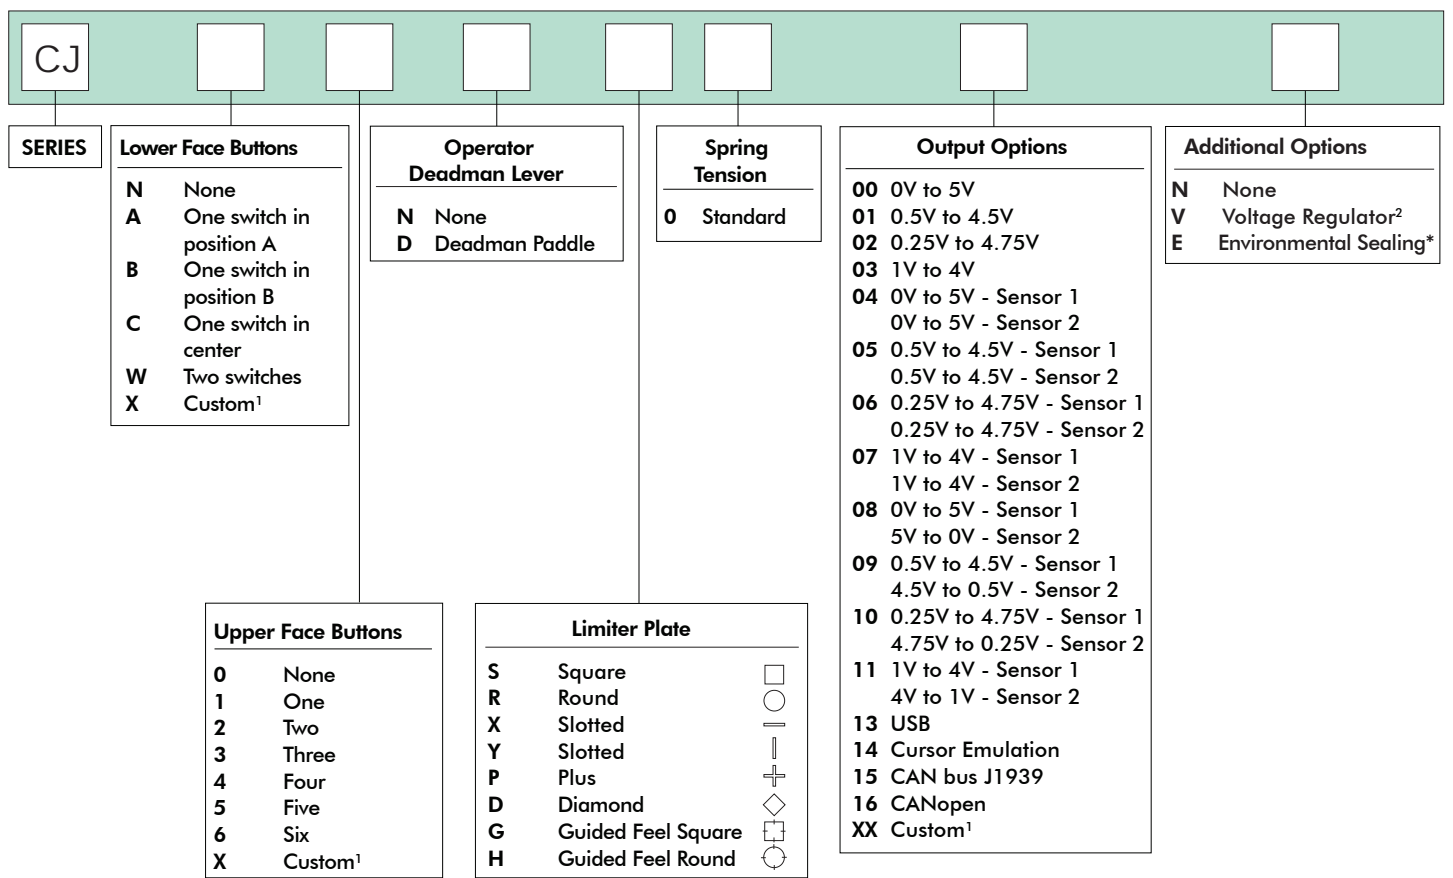 CJ
SERIES
Lower Face Buttons
N None
A One switch in
position A
B One switch in
position B
C One switch in
center
W Two switches
X Custom¹
Operator
Deadman Lever
N None
D Deadman Paddle
Spring
Tension
0 Standard
Output Options
00 0V to 5V
01 0.5V to 4.5V
02 0.25V to 4.75V
03 1V to 4V
04 0V to 5V - Sensor 1
0V to 5V - Sensor 2
05 0.5V to 4.5V - Sensor 1
0.5V to 4.5V - Sensor 2
06 0.25V to 4.75V - Sensor 1
0.25V to 4.75V - Sensor 2
07 1V to 4V - Sensor 1
1V to 4V - Sensor 2
08 0V to 5V - Sensor 1
5V to 0V - Sensor 2
09 0.5V to 4.5V - Sensor 1
4.5V to 0.5V - Sensor 2
10 0.25V to 4.75V - Sensor 1
4.75V to 0.25V - Sensor 2
11 1V to 4V - Sensor 1
4V to 1V - Sensor 2
13 USB
14 Cursor Emulation
15 CAN bus J1939
16 CANopen
XX Custom¹
Additional Options
N None
V Voltage Regulator²
E Environmental Sealing*
Upper Face Buttons
0 None
1 One
2 Two
3 Three
4 Four
5 Five
6 Six
X Custom¹
Limiter Plate
S Square
R Round
X Slotted
Y Slotted
P Plus
D Diamond
G Guided Feel Square
H Guided Feel Round